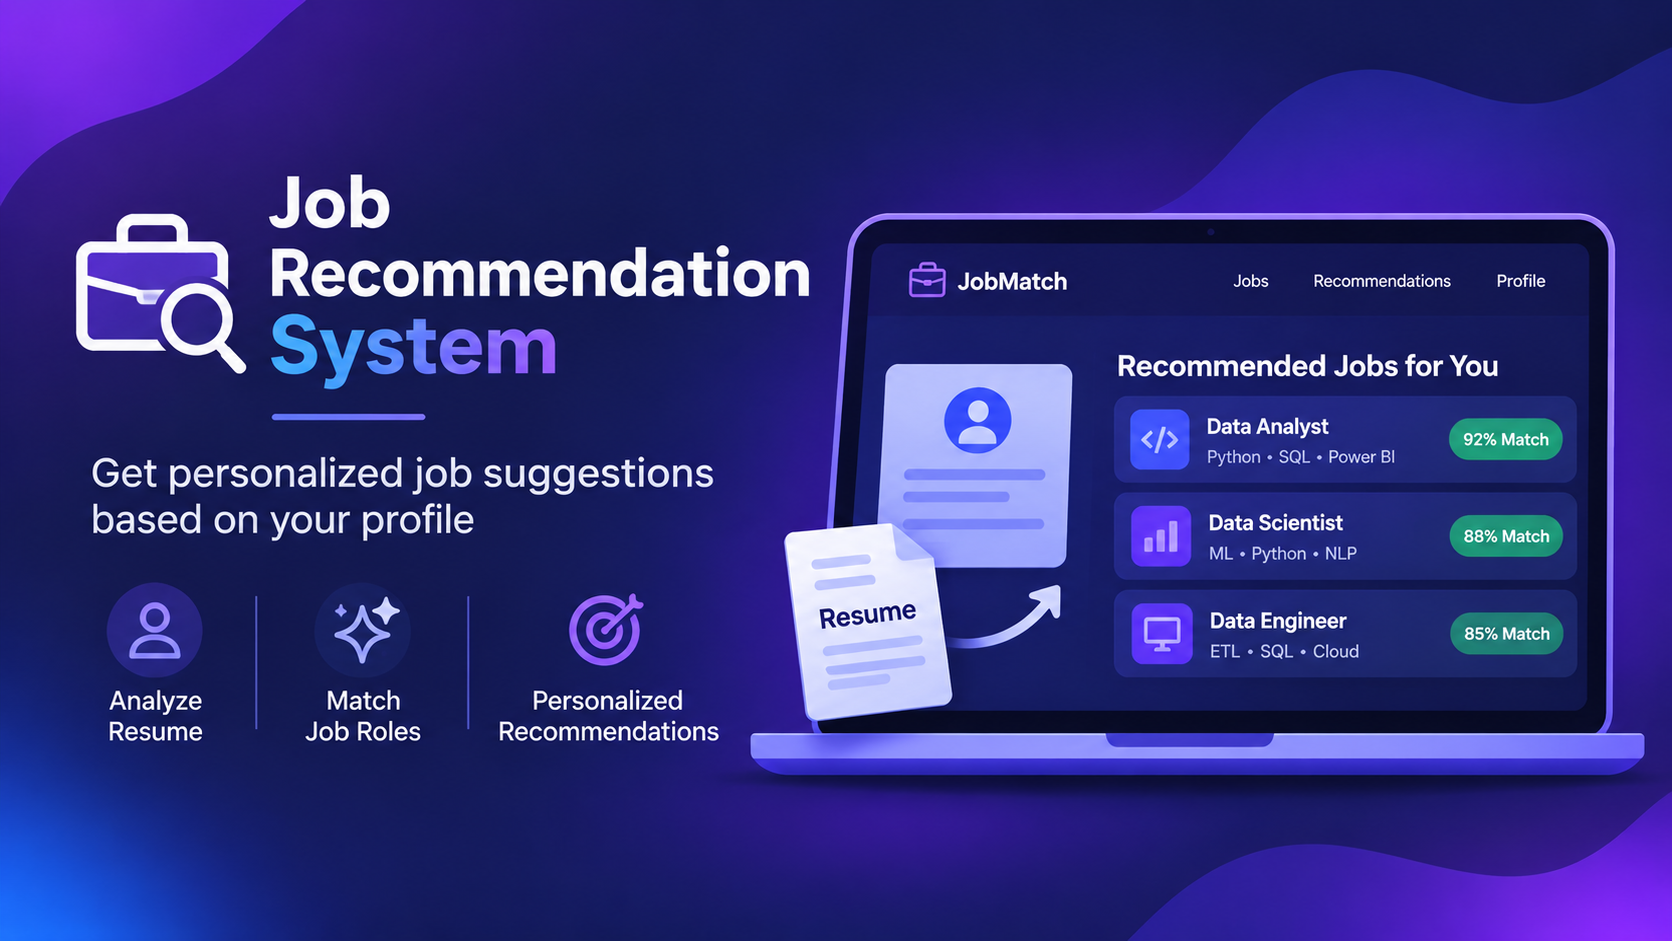 Job
Recommendation
System
Get personalized job suggestions
based on your profile
Analyze
Resume
Match
Job Roles
Personalized
Recommendations
JobMatch
Jobs
Recommendations
Profile
Resume
Recommended Jobs for You
Data Analyst
Python • SQL • Power BI
92% Match
Data Scientist
ML • Python • NLP
88% Match
Data Engineer
ETL • SQL • Cloud
85% Match